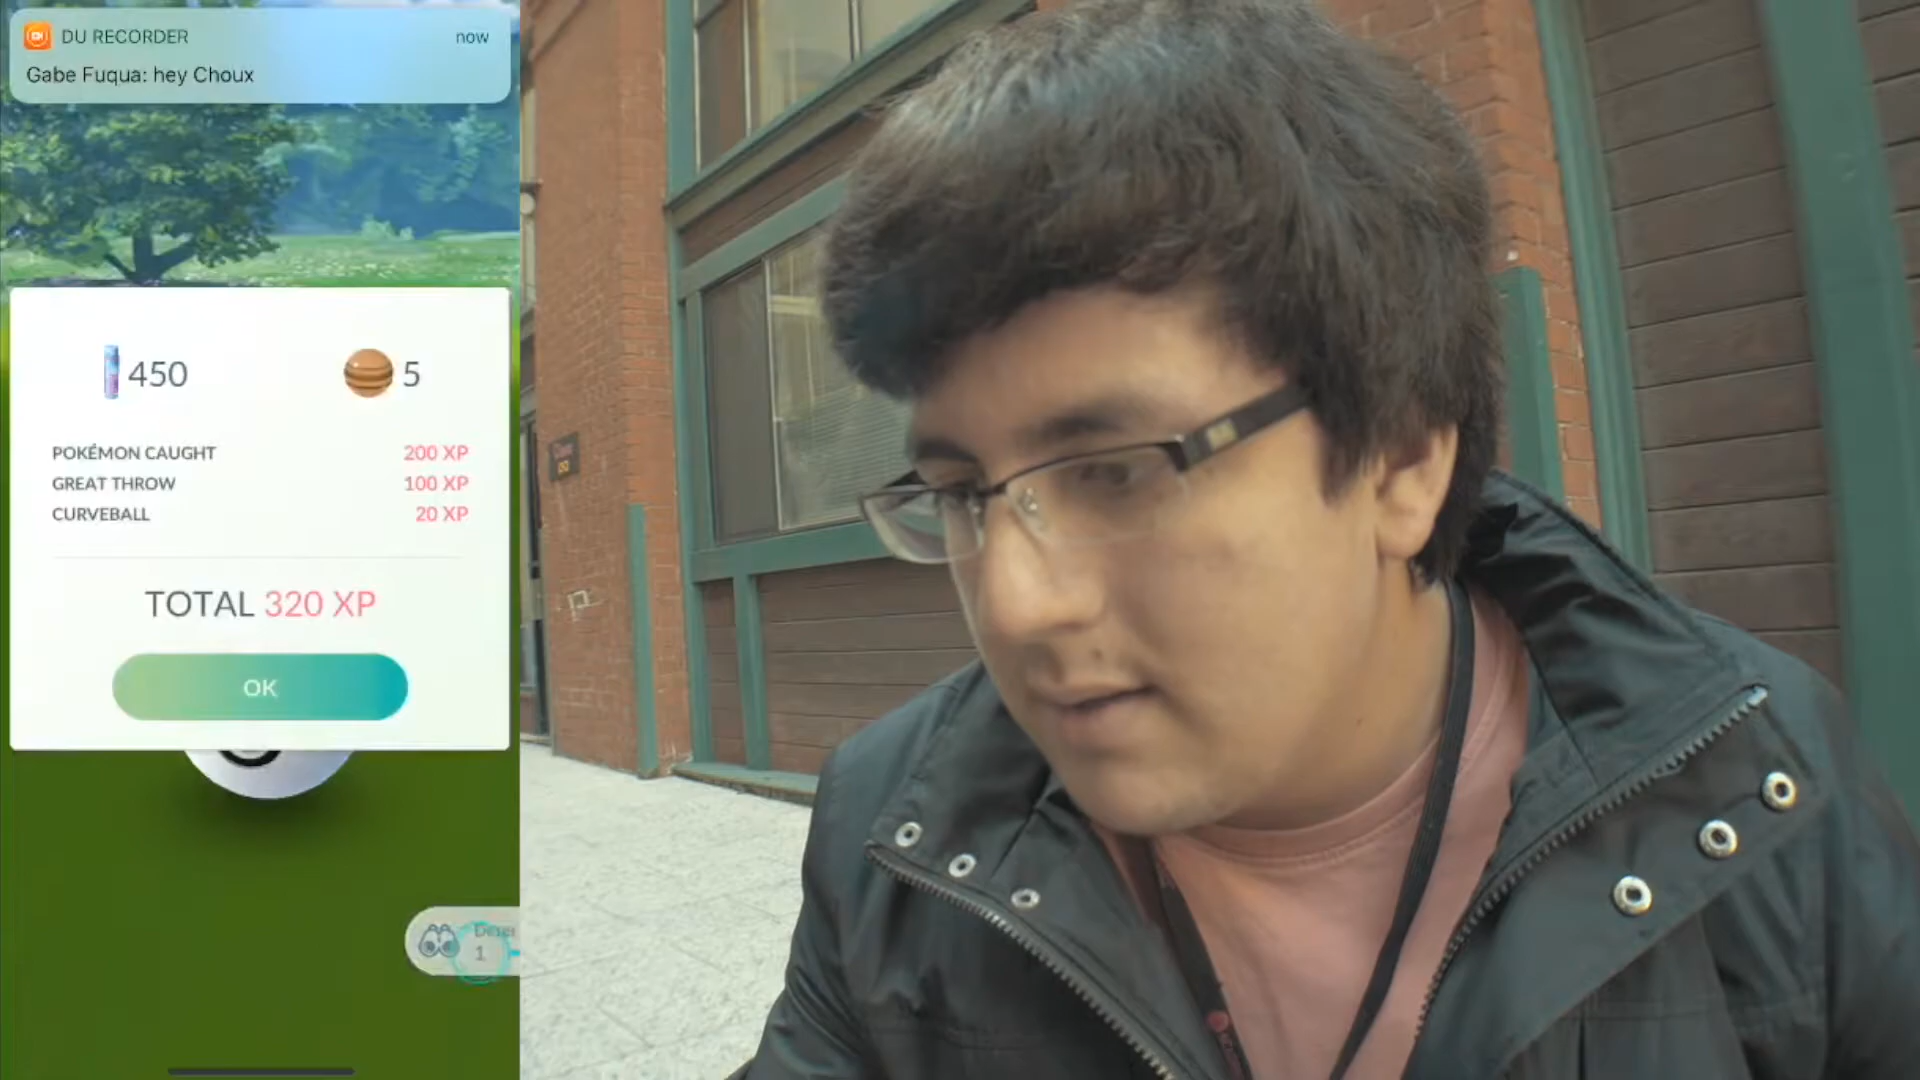 DU RECORDER
now
Gabe Fuqua: hey Choux
450
5
POKÉMON CAUGHT
200 XP
GREAT THROW
100 XP
CURVEBALL
20 XP
TOTAL 320 XP
OK
1